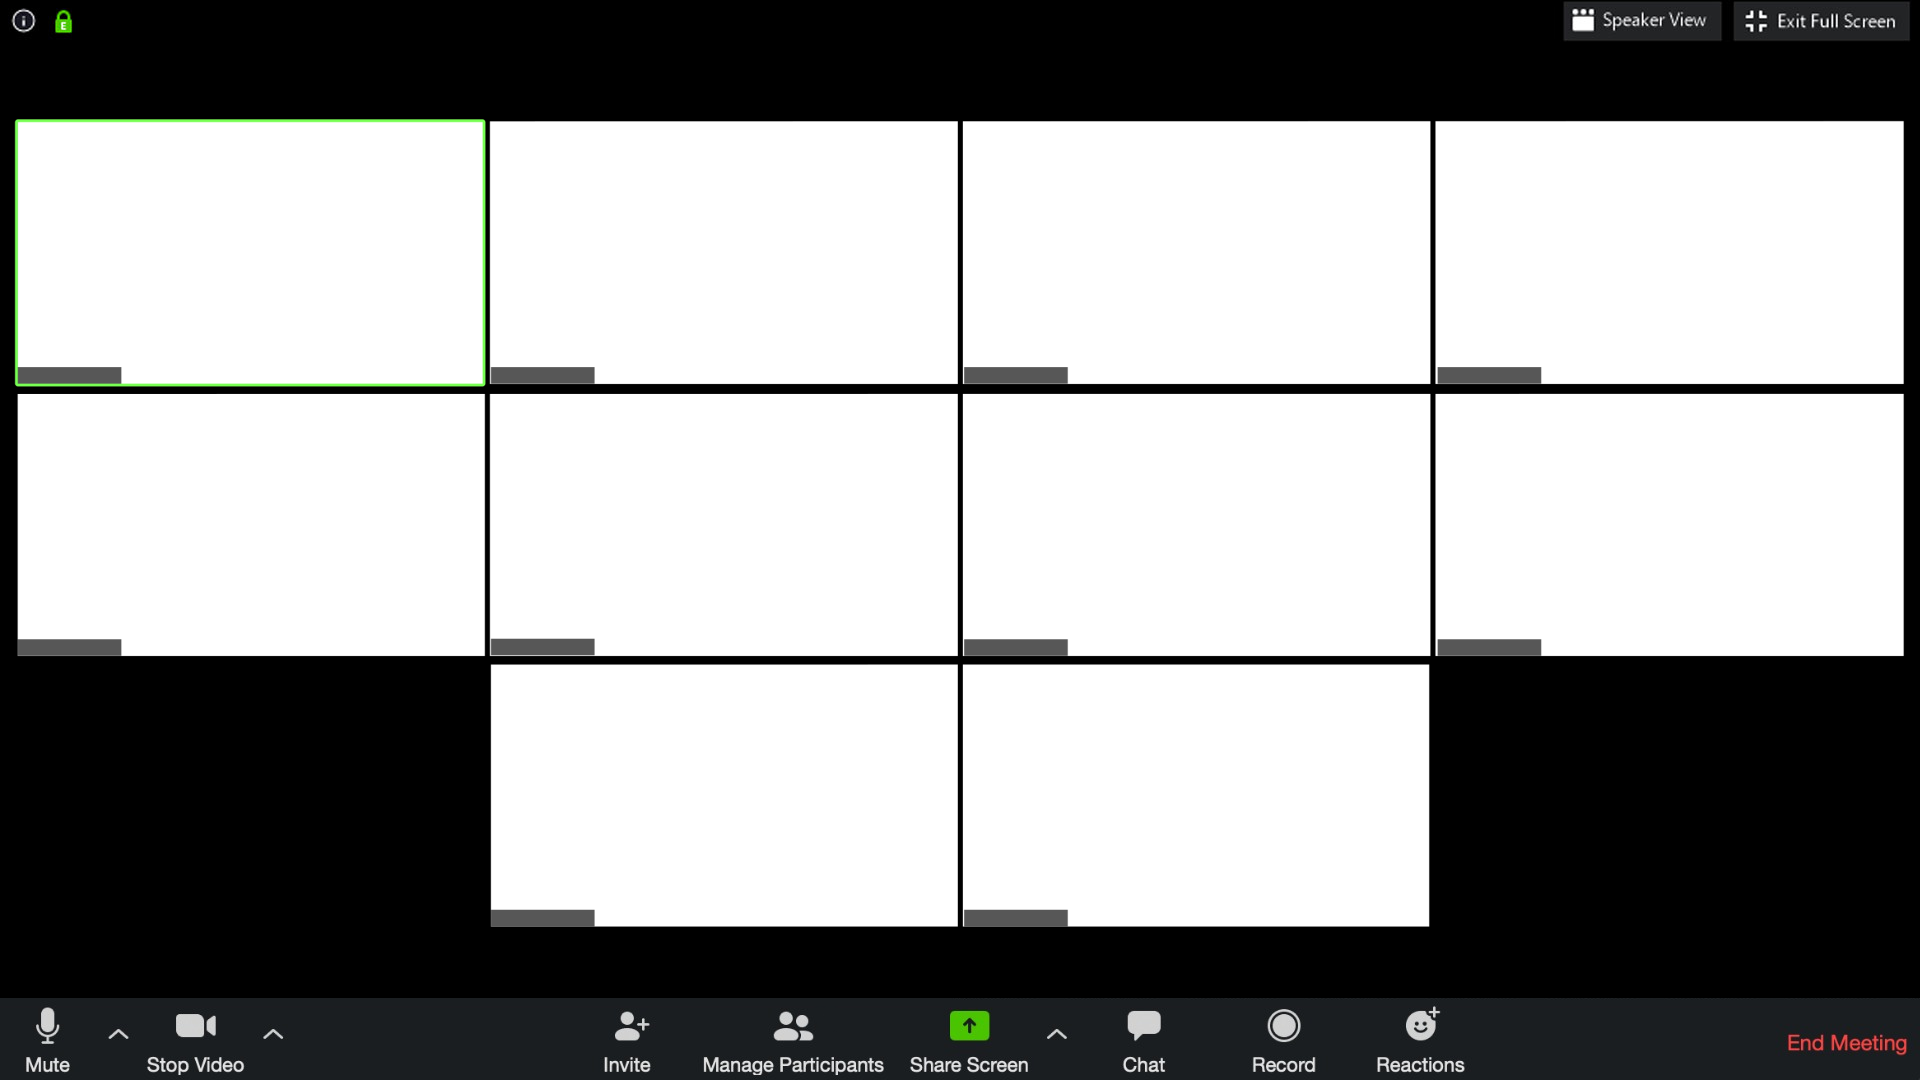 E
Speaker View
Exit Full Screen
Mute
Stop Video
Invite
Manage Participants
Share Screen
Chat
Record
Reactions
End Meeting